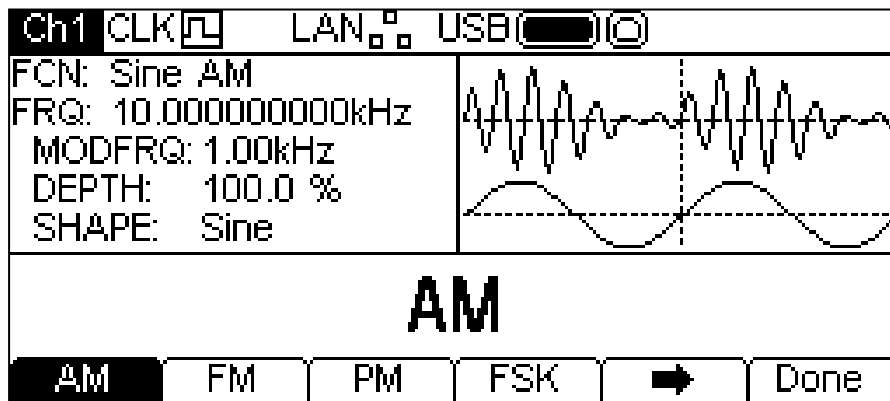 Ch1 CLK LAN USB
FCN: Sine AM
FRQ: 10.000000000kHz
MODFRQ: 1.00kHz
DEPTH: 100.0 %
SHAPE: Sine
AM
AM FM PM FSK Done